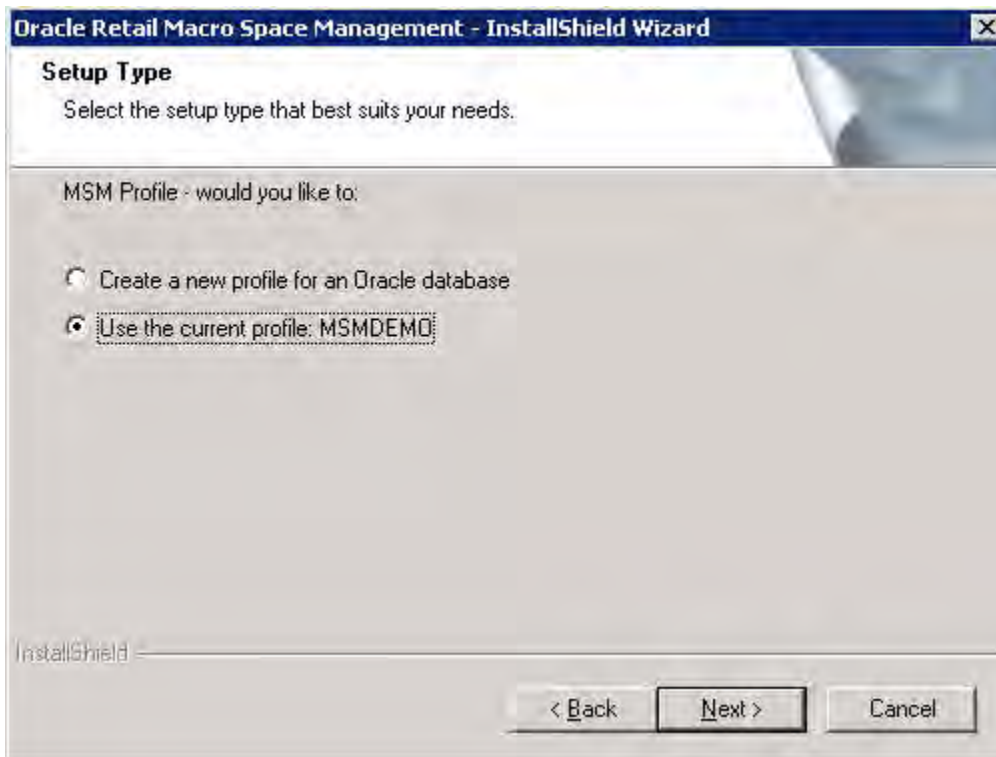 Oracle Retail Macro Space Management - InstallShield Wizard
Setup Type
Select the setup type that best suits your needs.
MSM Profile - would you like to:
Create a new profile for an Oracle database
Use the current profile: MSMDEMO
InstallShield
< Back
Next >
Cancel